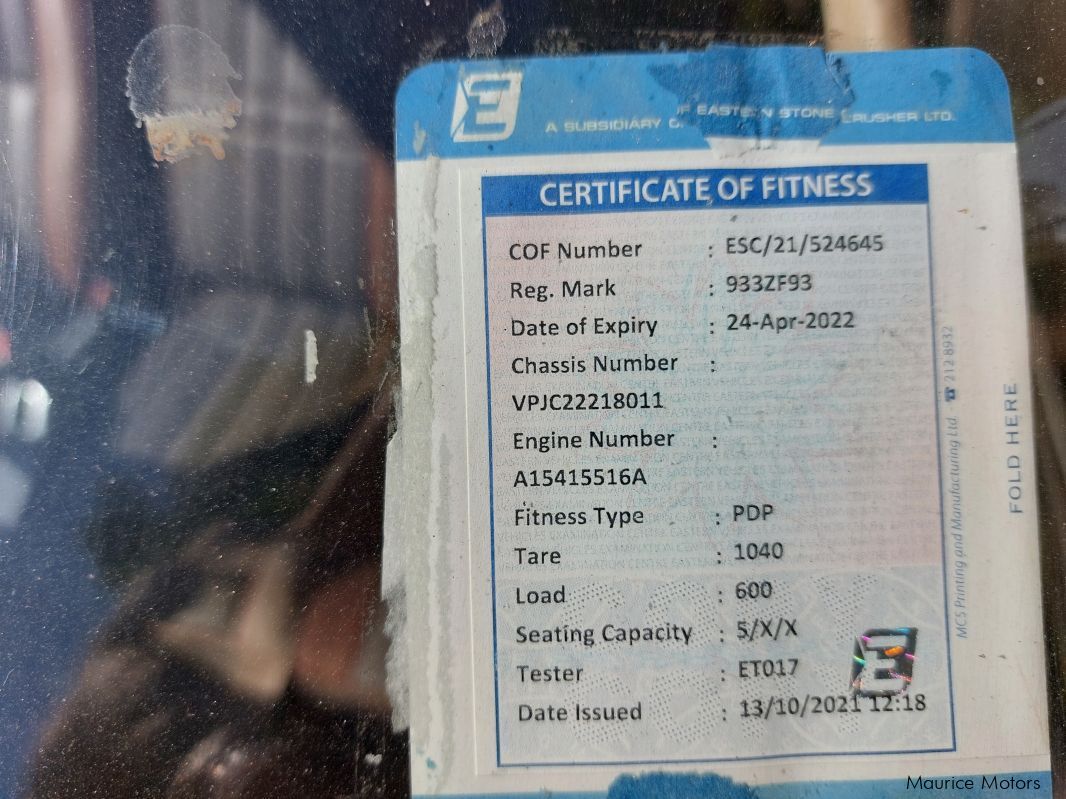 A SUBSIDIARY OF EASTERN STONE CRUSHER LTD.
CERTIFICATE OF FITNESS
COF Number : ESC/21/524645
Reg. Mark : 933ZF93
Date of Expiry : 24-Apr-2022
Chassis Number :
VPJC22218011
Engine Number :
A15415516A
Fitness Type : PDP
Tare : 1040
Load : 600
Seating Capacity : 5/X/X
Tester : ET017
Date Issued : 13/10/2021 12:18
MCS Printing and Manufacturing Ltd - ☎ 212 8932
FOLD HERE
Maurice Motors